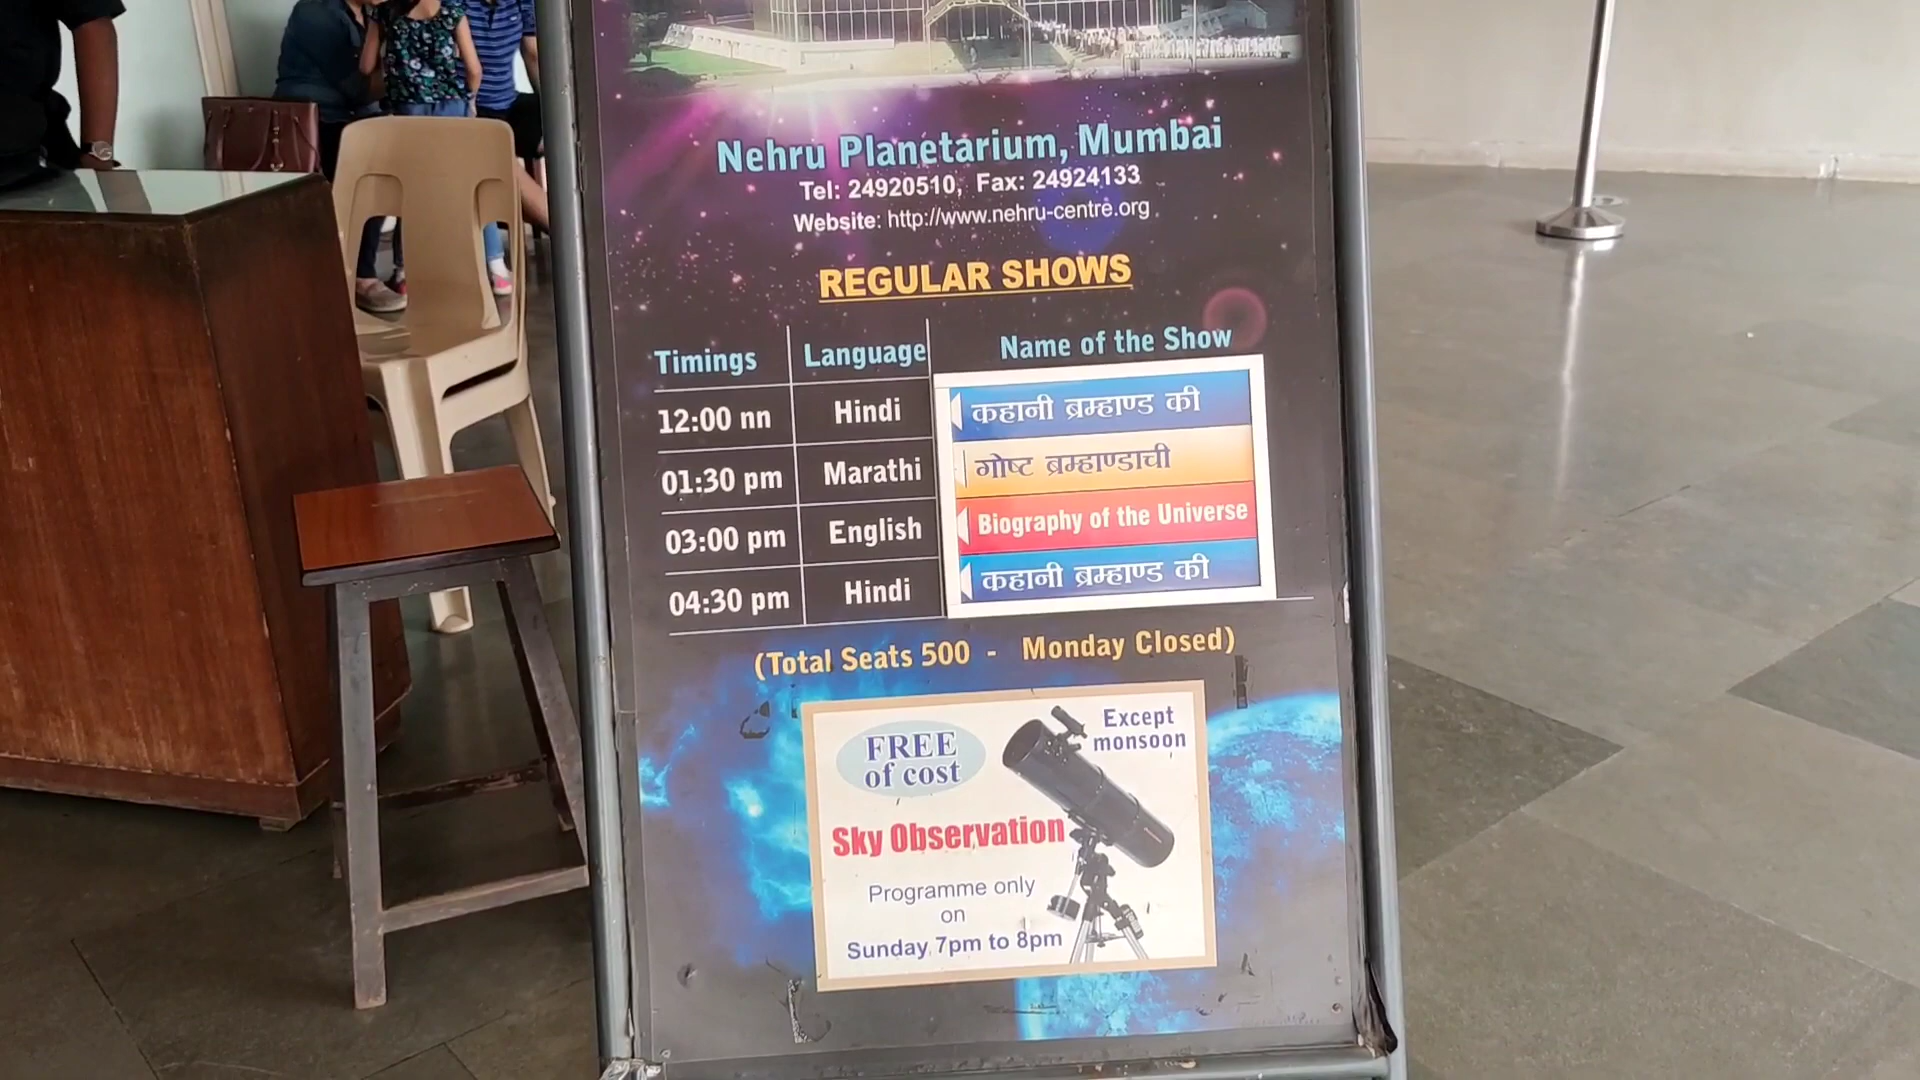 Nehru Planetarium, Mumbai
Tel: 24920510, Fax: 24924133
Website: http://www.nehru-centre.org
REGULAR SHOWS
Timings Language Name of the Show
12:00 nn Hindi कहानी ब्रम्हाण्ड की
01:30 pm Marathi गोष्ट ब्रम्हाण्डाची
03:00 pm English Biography of the Universe
04:30 pm Hindi कहानी ब्रम्हाण्ड की
(Total Seats 500 - Monday Closed)
FREE
of cost
Except
monsoon
Sky Observation
Programme only
on
Sunday 7pm to 8pm